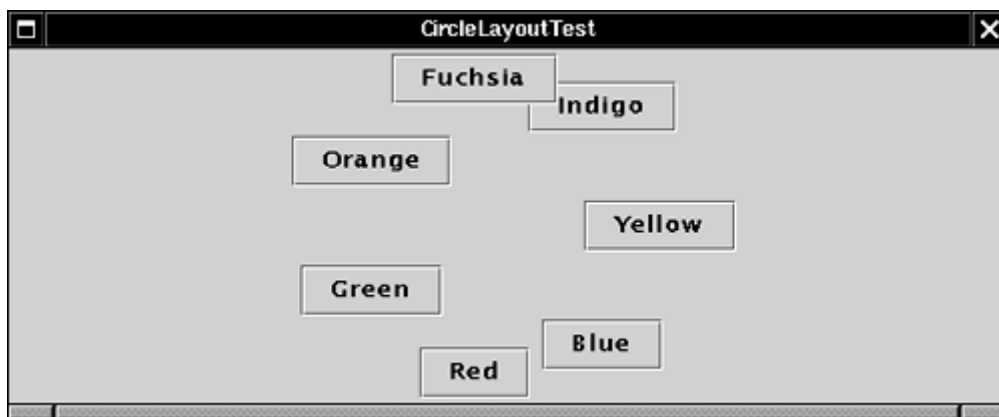 CircleLayoutTest
Fuchsia
Indigo
Orange
Yellow
Green
Blue
Red